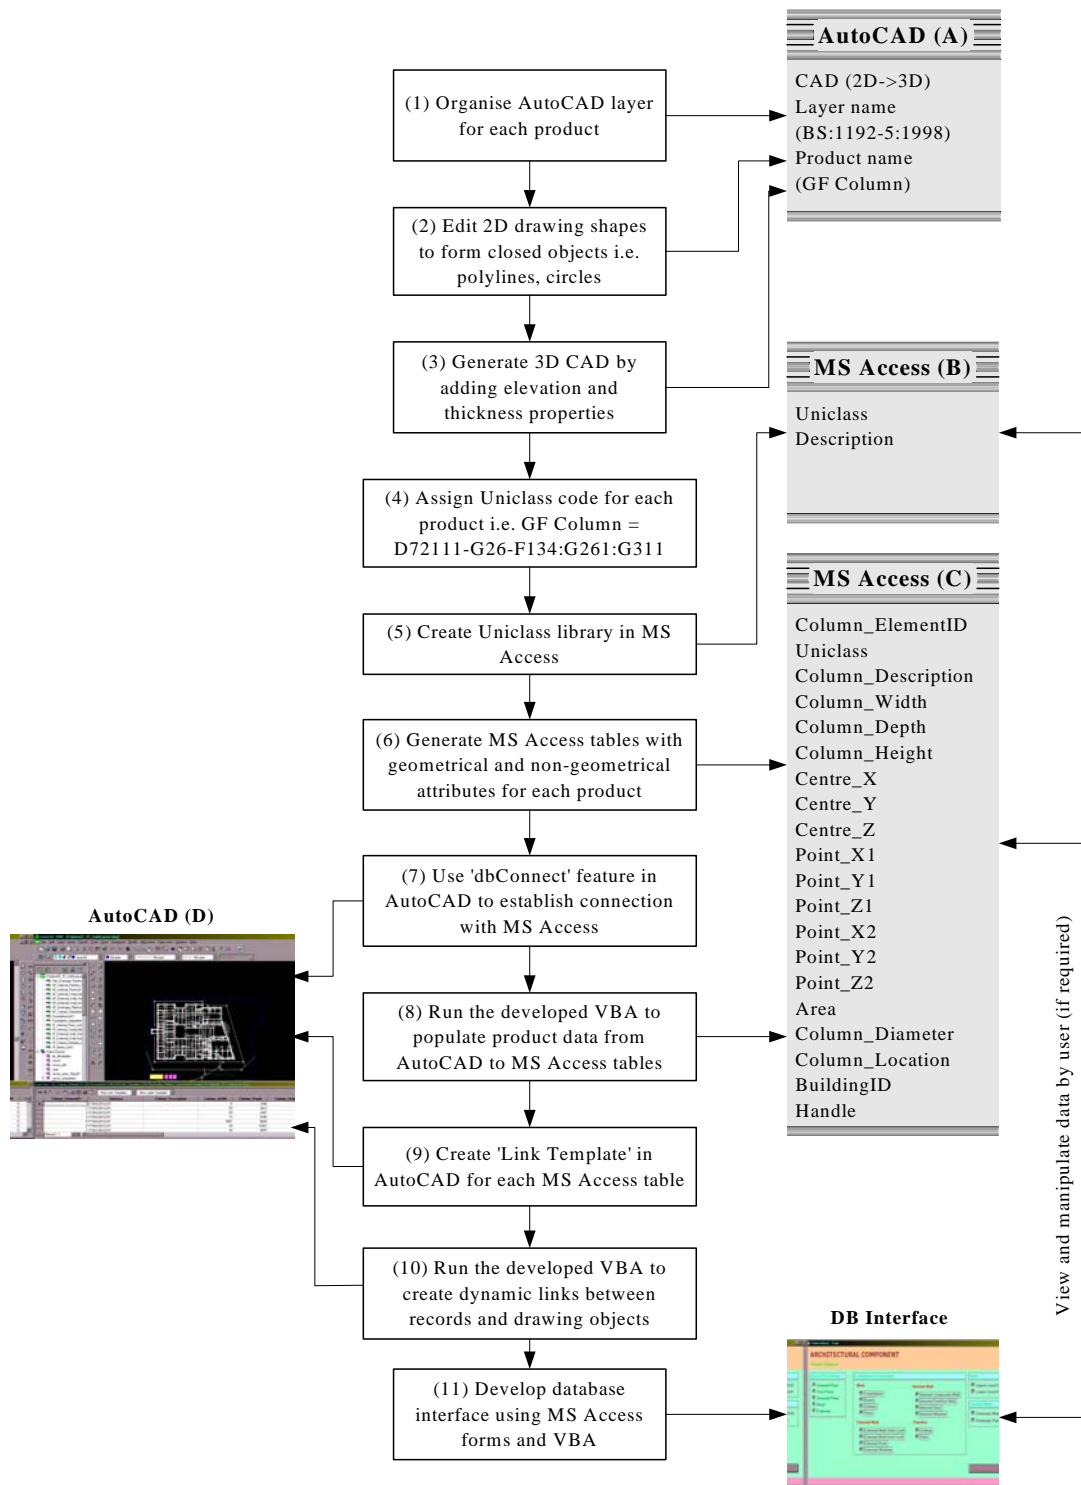 AutoCAD (A)
CAD (2D->3D)
Layer name
(BS:1192-5:1998)
Product name
(GF Column)
(1) Organise AutoCAD layer
for each product
(2) Edit 2D drawing shapes
to form closed objects i.e.
polylines, circles
(3) Generate 3D CAD by
adding elevation and
thickness properties
MS Access (B)
Uniclass
Description
(4) Assign Uniclass code for each
product i.e. GF Column =
D72111-G26-F134:G261:G311
(5) Create Uniclass library in MS
Access
MS Access (C)
Column_ElementID
Uniclass
Column_Description
Column_Width
Column_Depth
Column_Height
Centre_X
Centre_Y
Centre_Z
Point_X1
Point_Y1
Point_Z1
Point_X2
Point_Y2
Point_Z2
Area
Column_Diameter
Column_Location
BuildingID
Handle
(6) Generate MS Access tables with
geometrical and non-geometrical
attributes for each product
(7) Use 'dbConnect' feature in
AutoCAD to establish connection
with MS Access
AutoCAD (D)
(8) Run the developed VBA to
populate product data from
AutoCAD to MS Access tables
(9) Create 'Link Template' in
AutoCAD for each MS Access table
(10) Run the developed VBA to
create dynamic links between
records and drawing objects
(11) Develop database
interface using MS Access
forms and VBA
View and manipulate data by user (if required)
DB Interface
ARCHITECTURAL COMPONENT